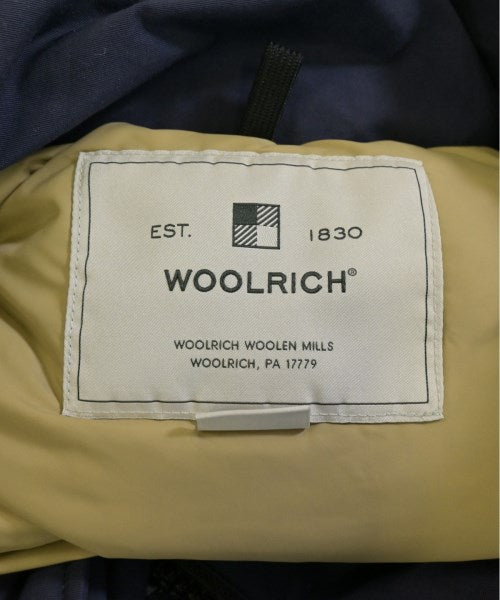 EST. 1830
WOOLRICH®
WOOLRICH WOOLEN MILLS
WOOLRICH, PA 17779